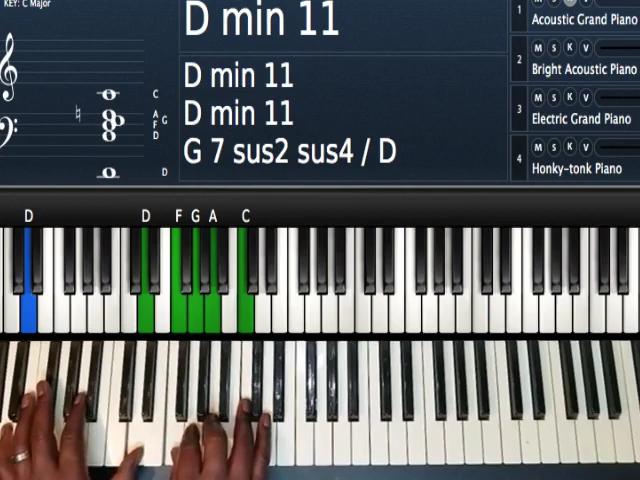 KEY: C Major
D min 11
D min 11
D min 11
G 7 sus2 sus4 / D
C
A G
F
D
D
1 M S K V
Acoustic Grand Piano
2 M S K V
Bright Acoustic Piano
3 M S K V
Electric Grand Piano
4 M S K V
Honky-tonk Piano
D D F G A C